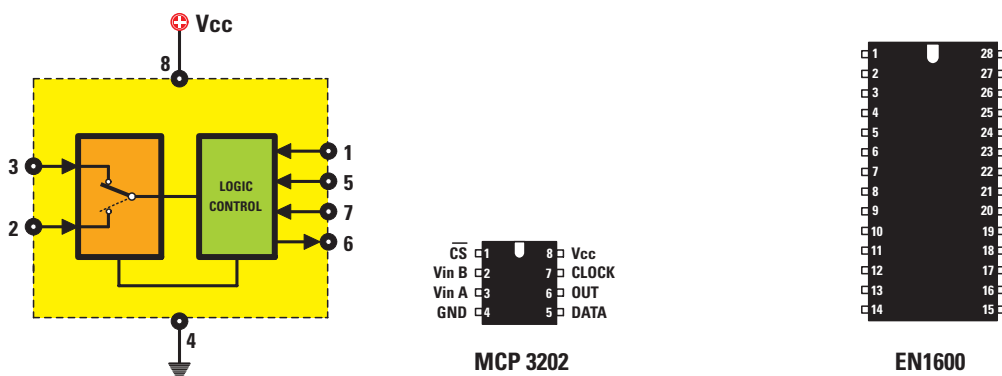 Vcc
8
3
2
LOGIC
CONTROL
1
5
7
6
4
CS 1 8 Vcc
Vin B 2 7 CLOCK
Vin A 3 6 OUT
GND 4 5 DATA
MCP 3202
1 28
2 27
3 26
4 25
5 24
6 23
7 22
8 21
9 20
10 19
11 18
12 17
13 16
14 15
EN1600